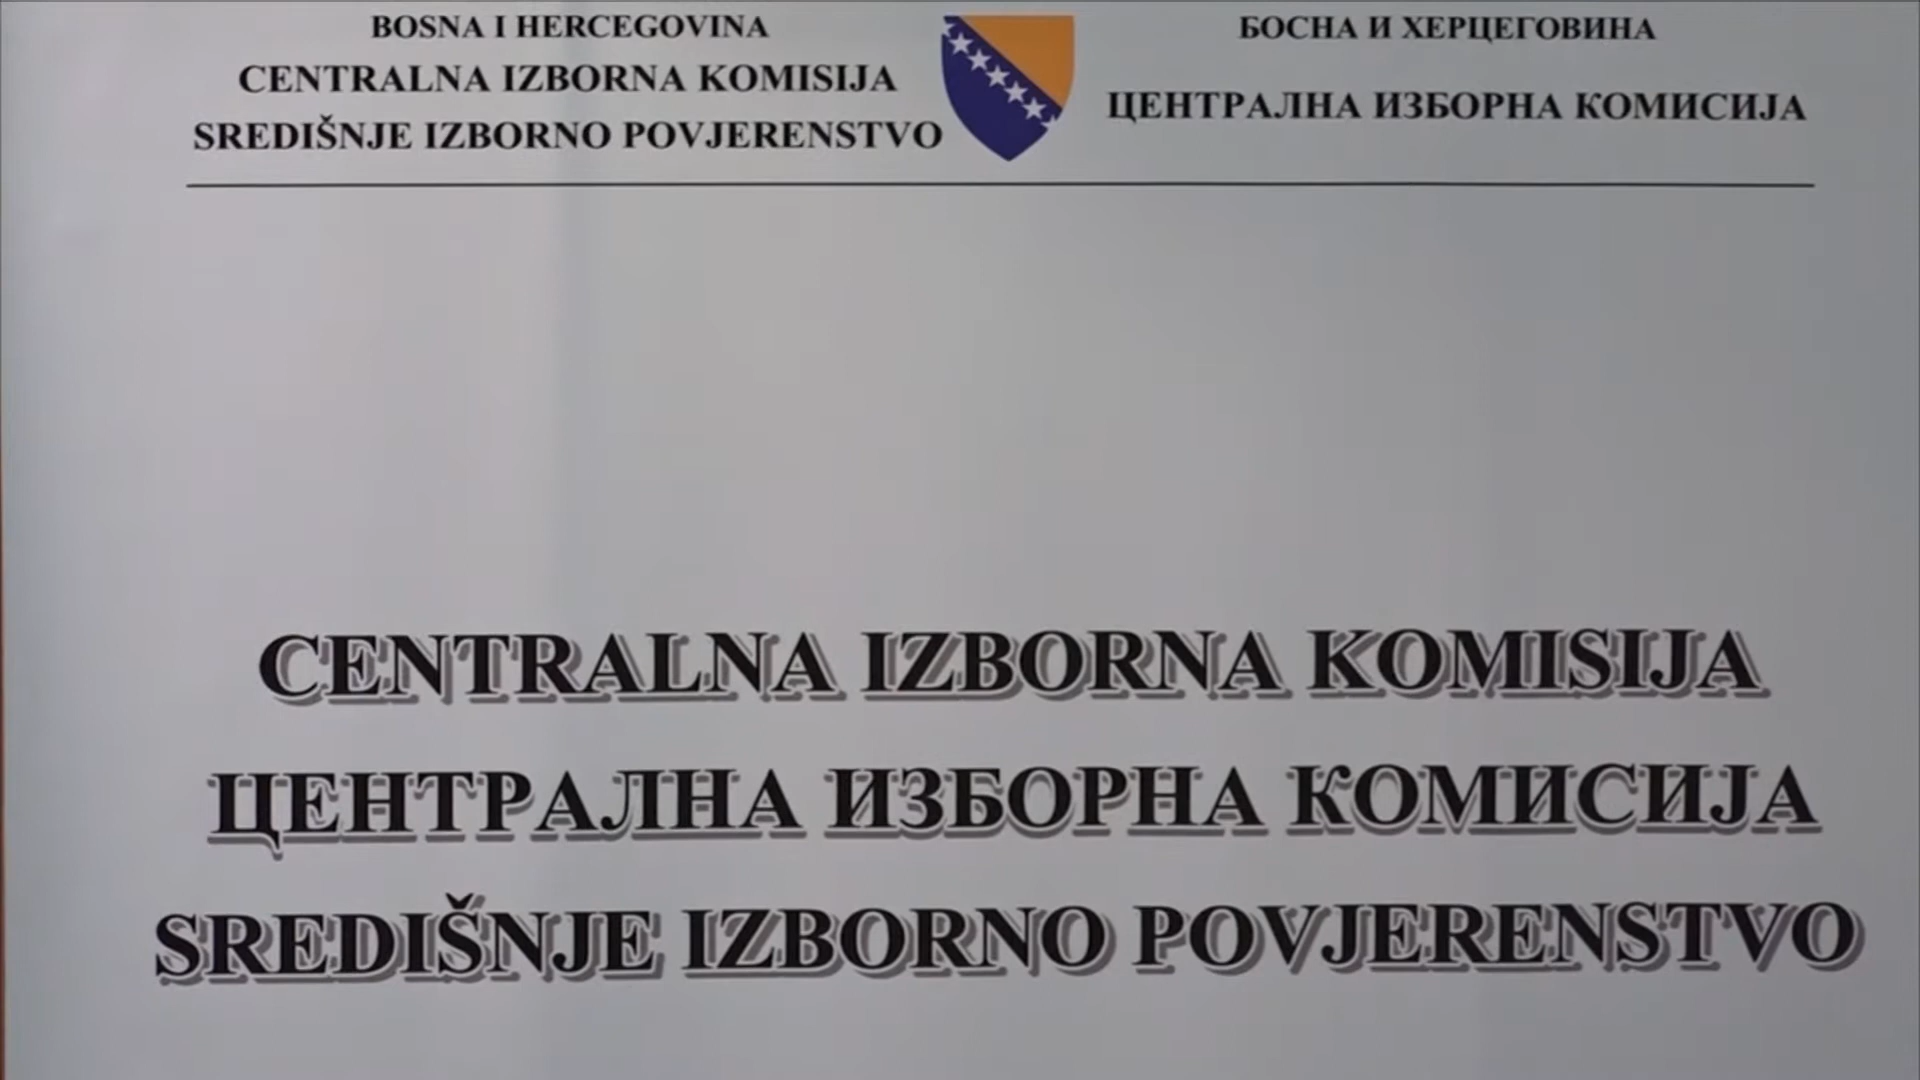 BOSNA I HERCEGOVINA
CENTRALNA IZBORNA KOMISIJA
SREDIŠNJE IZBORNO POVJERENSTVO
БОСНА И ХЕРЦЕГОВИНА
ЦЕНТРАЛНА ИЗБОРНА КОМИСИЈА
CENTRALNA IZBORNA KOMISIJA
ЦЕНТРАЛНА ИЗБОРНА КОМИСИЈА
SREDIŠNJE IZBORNO POVJERENSTVO